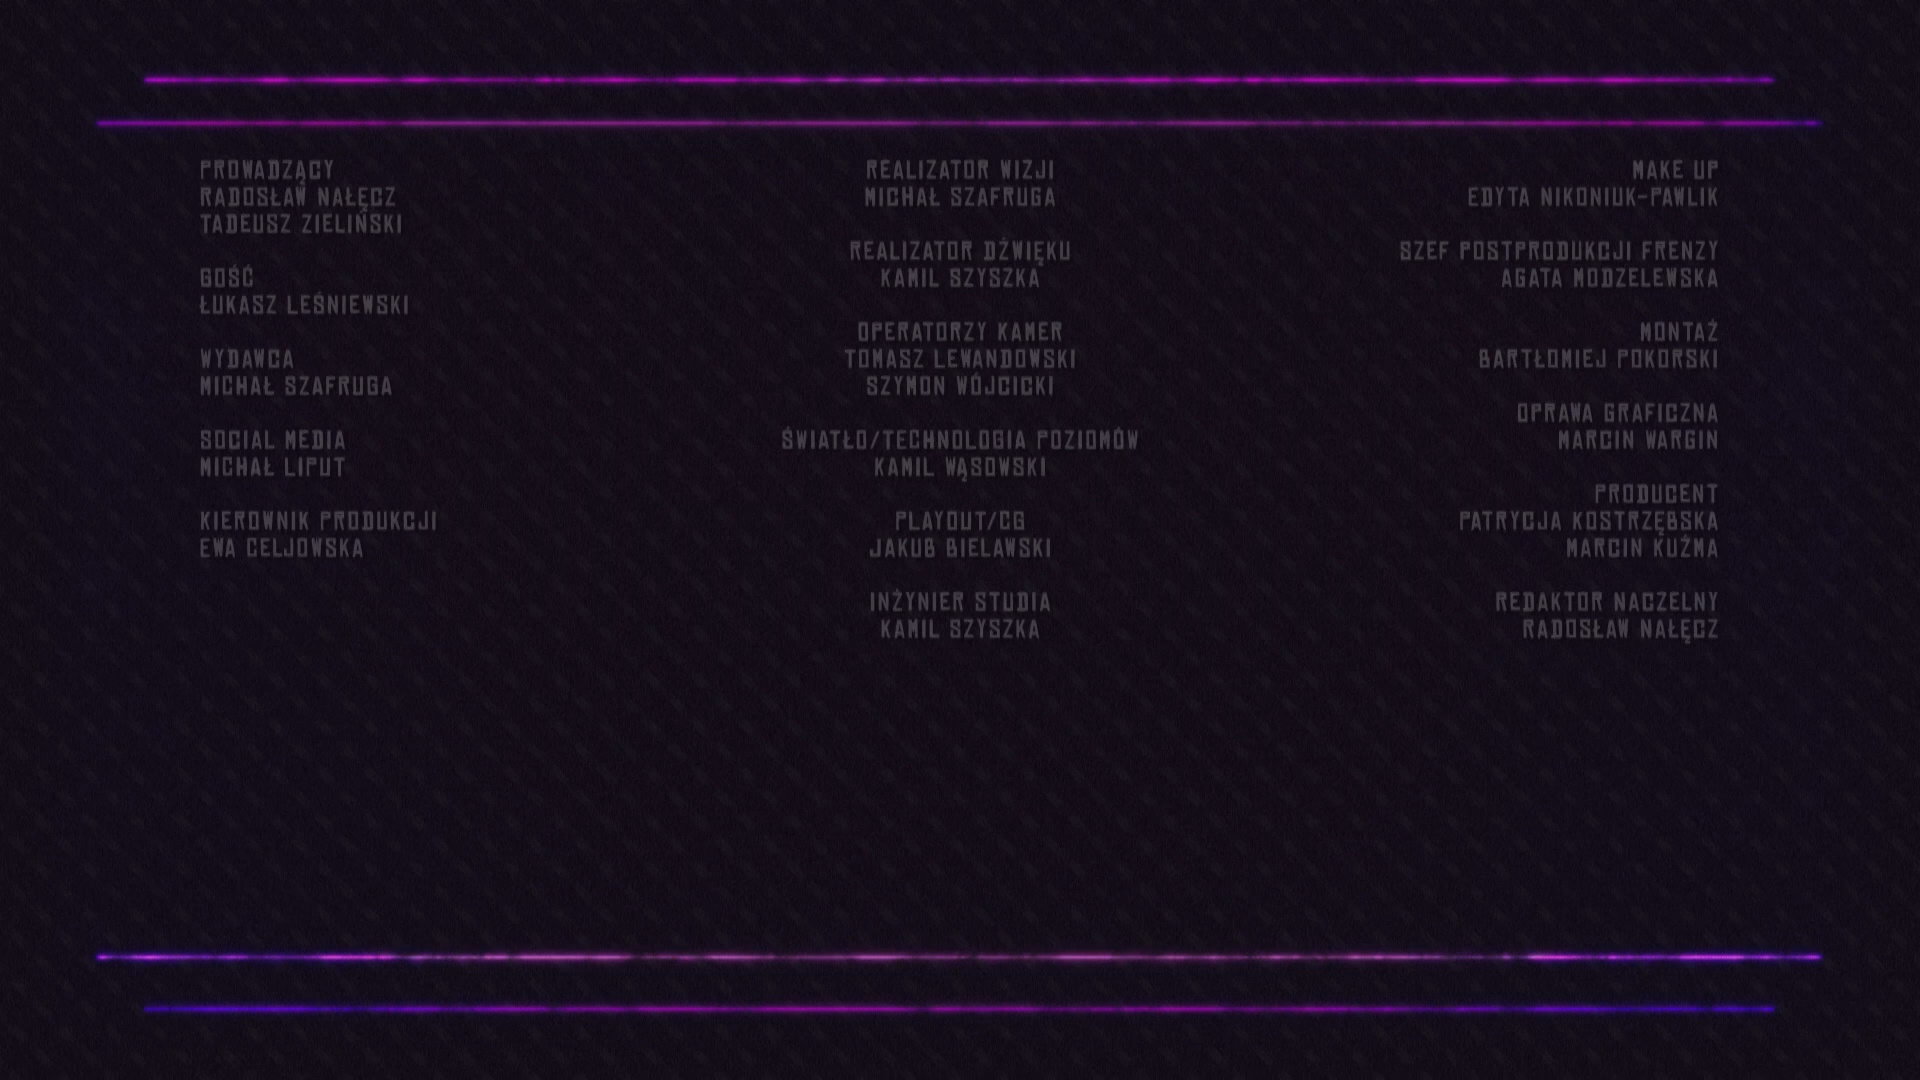 PROWADZĄCY
RADOSŁAW NAŁĘCZ
TADEUSZ ZIELIŃSKI
GOŚĆ
ŁUKASZ LEŚNIEWSKI
WYDAWCA
MICHAŁ SZAFRUGA
SOCIAL MEDIA
MICHAŁ LIPUT
KIEROWNIK PRODUKCJI
EWA CELJOWSKA
REALIZATOR WIZJI
MICHAŁ SZAFRUGA
REALIZATOR DŹWIĘKU
KAMIL SZYSZKA
OPERATORZY KAMER
TOMASZ LEWANDOWSKI
SZYMON WÓJCICKI
ŚWIATŁO/TECHNOLOGIA POZIOMÓW
KAMIL WĄSOWSKI
PLAYOUT/CG
JAKUB BIELAWSKI
INŻYNIER STUDIA
KAMIL SZYSZKA
MAKE UP
EDYTA NIKONIUK-PAWLIK
SZEF POSTPRODUKCJI FRENZY
AGATA MODZELEWSKA
MONTAŻ
BARTŁOMIEJ POKORSKI
OPRAWA GRAFICZNA
MARCIN WARGIN
PRODUCENT
PATRYCJA KOSTRZĘBSKA
MARCIN KUŹMA
REDAKTOR NACZELNY
RADOSŁAW NAŁĘCZ